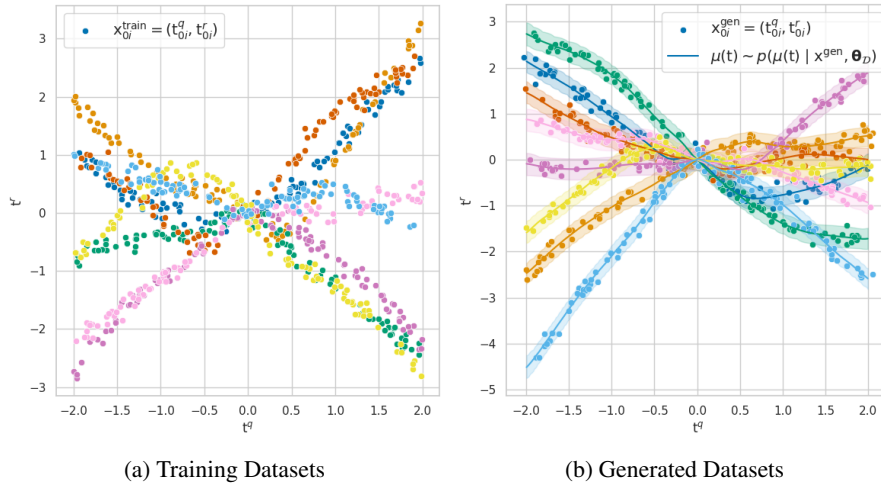 x₀ᵢᵗʳᵃⁱⁿ = (t₀ᵢ^q, t₀ᵢ^r)
3
2
1
0
−1
−2
−3
tʳ
−2.0 −1.5 −1.0 −0.5 0.0 0.5 1.0 1.5 2.0
t^q
(a) Training Datasets
x₀ᵢᵍᵉⁿ = (t₀ᵢ^q, t₀ᵢ^r)
μ(t) ~ p(μ(t) | xᵍᵉⁿ, θ_𝒟)
3
2
1
0
−1
−2
−3
−4
−5
tʳ
−2.0 −1.5 −1.0 −0.5 0.0 0.5 1.0 1.5 2.0
t^q
(b) Generated Datasets